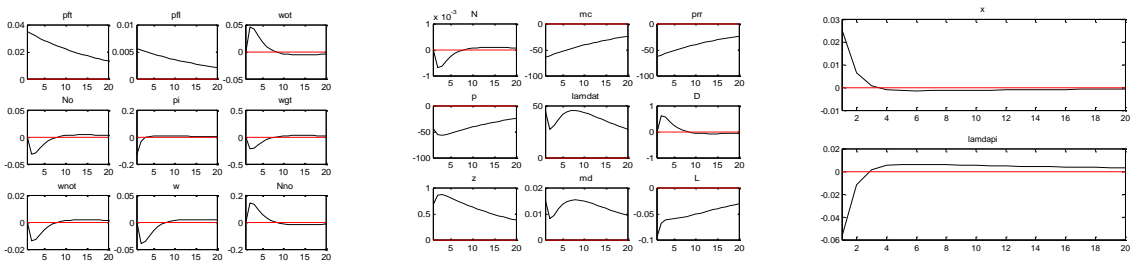 pft pfl wot
0.04 0.02 0 5 10 15 20
0.015 0.010 0.005 0 5 10 15 20
0.05 0 -0.05 5 10 15 20
No pi wgt
0.05 0 -0.05 5 10 15 20
0.2 0 -0.2 5 10 15 20
0.5 0 -0.5 5 10 15 20
wnot w Nno
0.02 0 -0.02 5 10 15 20
0.05 0 -0.05 5 10 15 20
0.2 0 -0.2 5 10 15 20
N mc prr
x 10 -3
1 0 -1 5 10 15 20
0 -50 -100 5 10 15 20
0 -50 -100 5 10 15 20
p lamdat D
0 -50 -100 5 10 15 20
50 0 5 10 15 20
1 0 -1 5 10 15 20
z md L
1 0.5 0 5 10 15 20
0.02 0.01 0 5 10 15 20
0 -0.05 -0.1 5 10 15 20
x
0.03
0.02
0.01
0
-0.01
2 4 6 8 10 12 14 16 18 20
lamdapi
0.02
0
-0.02
-0.04
-0.06
2 4 6 8 10 12 14 16 18 20